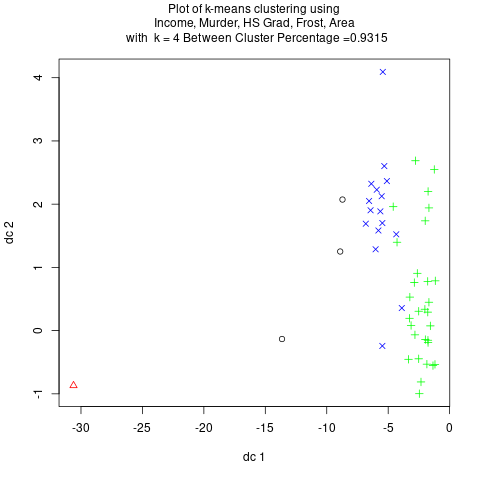 Plot of k-means clustering using
Income, Murder, HS Grad, Frost, Area
with k = 4 Between Cluster Percentage =0.9315
4
3
2
1
0
-1
dc 2
-30
-25
-20
-15
-10
-5
0
dc 1